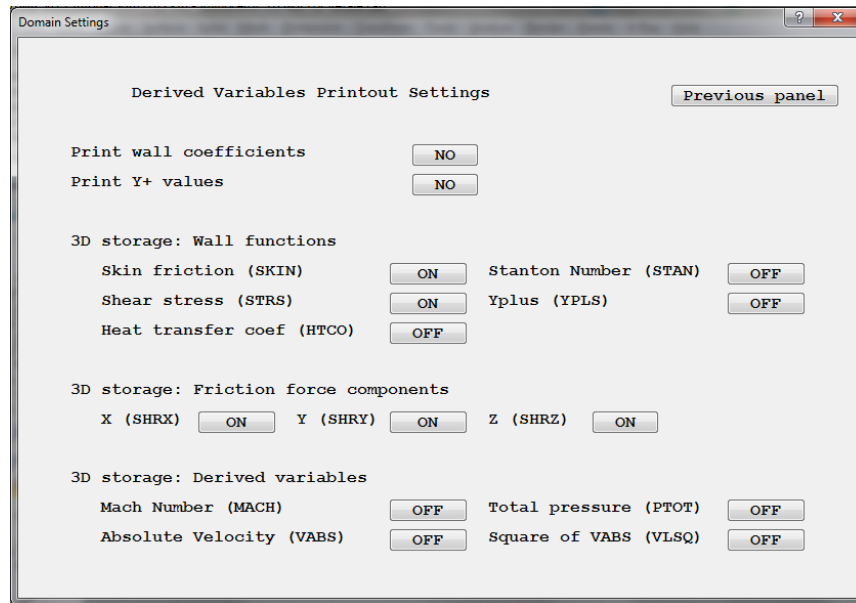 Domain Settings
Derived Variables Printout Settings Previous panel
Print wall coefficients NO
Print Y+ values NO
3D storage: Wall functions
Skin friction (SKIN) ON Stanton Number (STAN) OFF
Shear stress (STRS) ON Yplus (YPLS) OFF
Heat transfer coef (HTCO) OFF
3D storage: Friction force components
X (SHRX) ON Y (SHRY) ON Z (SHRZ) ON
3D storage: Derived variables
Mach Number (MACH) OFF Total pressure (PTOT) OFF
Absolute Velocity (VABS) OFF Square of VABS (VLSQ) OFF